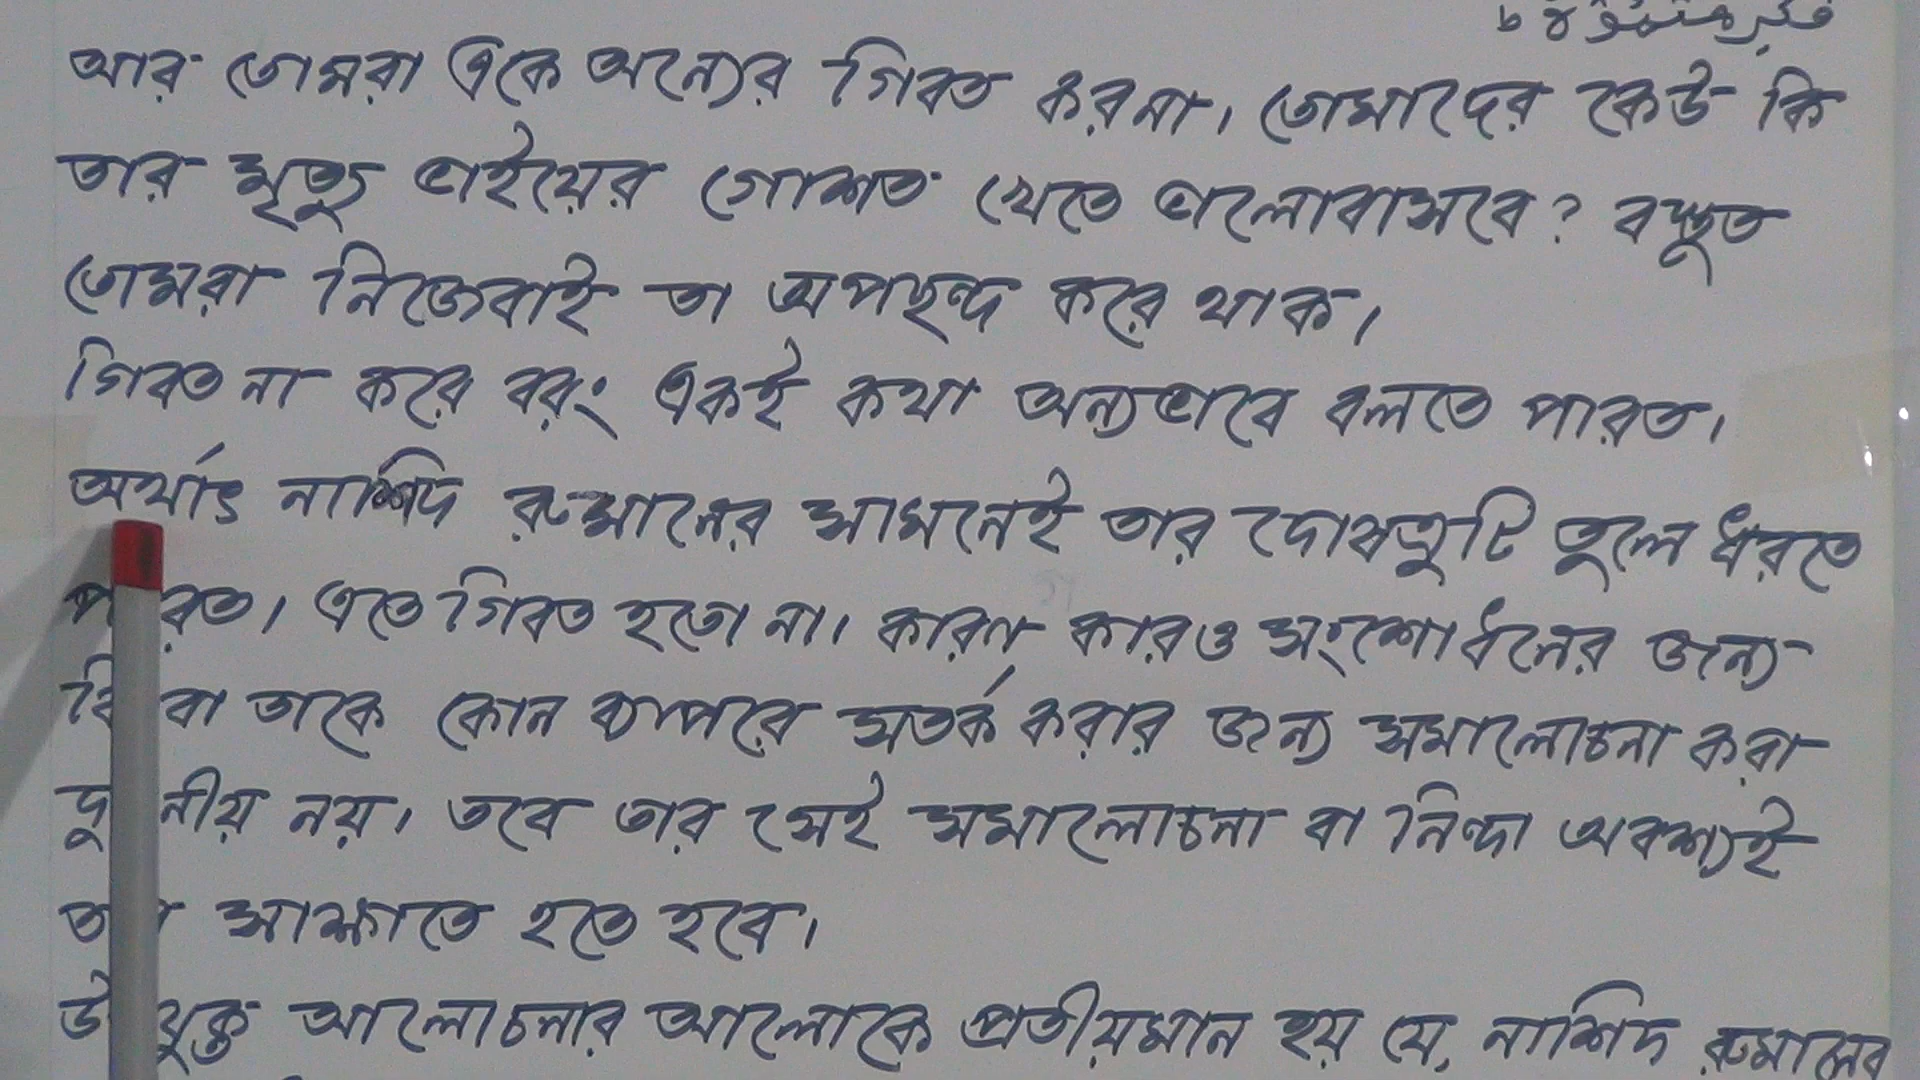 আর তোমরা একে অন্যের গিবত করনা। তোমাদের কেউ কি
তার মৃত্যু ভাইয়ের গোশত খেতে ভালোবাসবে? বস্তুত
তোমরা নিজেরাই তা অপছন্দ করে থাক।
গিবত না করে বরং একই কথা অন্যভাবে বলতে পারত।
অর্থাৎ নাশিদ রুমানের সামনেই তার দোষত্রুটি তুলে ধরতে
পারত। এতে গিবত হতো না। কারণ কারও সংশোধনের জন্য
কিংবা তাকে কোন ব্যাপরে সতর্ক করার জন্য সমালোচনা করা
দূষনীয় নয়। তবে তার সেই সমালোচনা বা নিন্দা অবশ্যই
তার সাক্ষাতে হতে হবে।
উপযুক্ত আলোচনার আলোকে প্রতীয়মান হয় যে, নাশিদ রুমানের